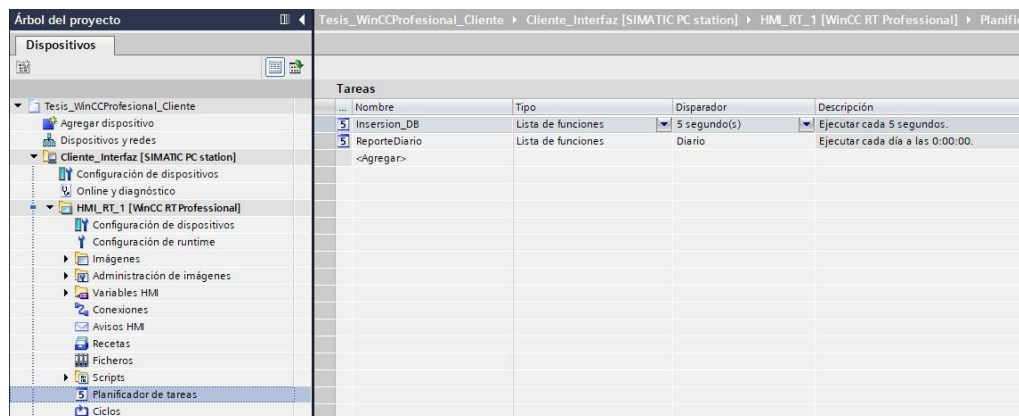 Árbol del proyecto
Tesis_WinCCProfesional_Cliente ▸ Cliente_Interfaz [SIMATIC PC station] ▸ HMI_RT_1 [WinCC RT Professional] ▸
Dispositivos
Tareas
... Nombre Tipo Disparador Descripción
Insersion_DB Lista de funciones 5 segundo(s) Ejecutar cada 5 segundos.
ReporteDiario Lista de funciones Diario Ejecutar cada día a las 0:00:00.
<Agregar>
Tesis_WinCCProfesional_Cliente
Agregar dispositivo
Dispositivos y redes
Cliente_Interfaz [SIMATIC PC station]
Configuración de dispositivos
Online y diagnóstico
HMI_RT_1 [WinCC RT Professional]
Configuración de dispositivos
Configuración de runtime
Imágenes
Administración de imágenes
Variables HMI
Conexiones
Avisos HMI
Recetas
Ficheros
Scripts
Planificador de tareas
Ciclos